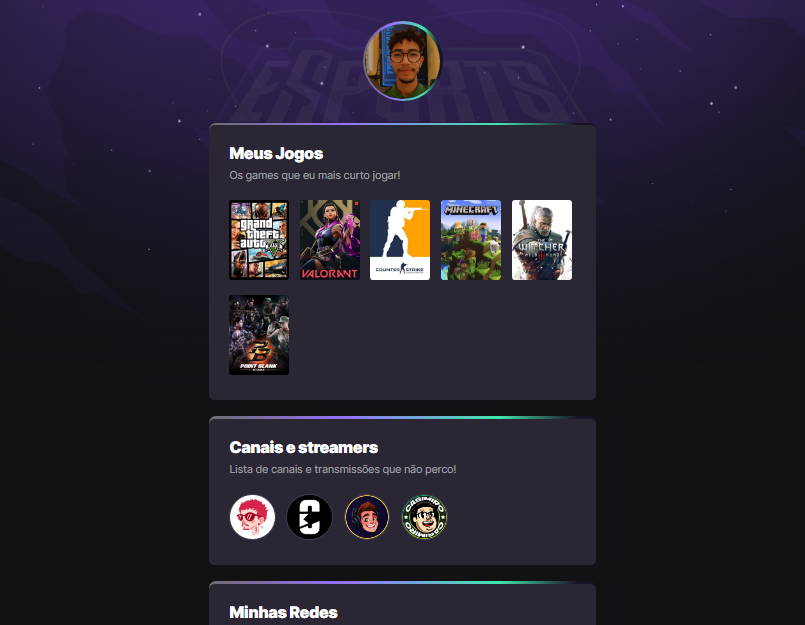 ESPORTS
Meus Jogos
Os games que eu mais curto jogar!
grand
theft
auto
V
VALORANT
COUNTER STRIKE
MINECRAFT
THE
WITCHER
WILD HUNT
POINT BLANK
Canais e streamers
Lista de canais e transmissões que não perco!
CASIMIRO
CASIMIRO
Minhas Redes